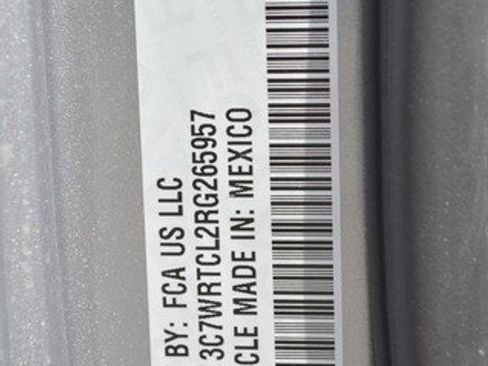 BY: FCA US LLC
3C7WRTCL2RG265957
CLE MADE IN: MEXICO